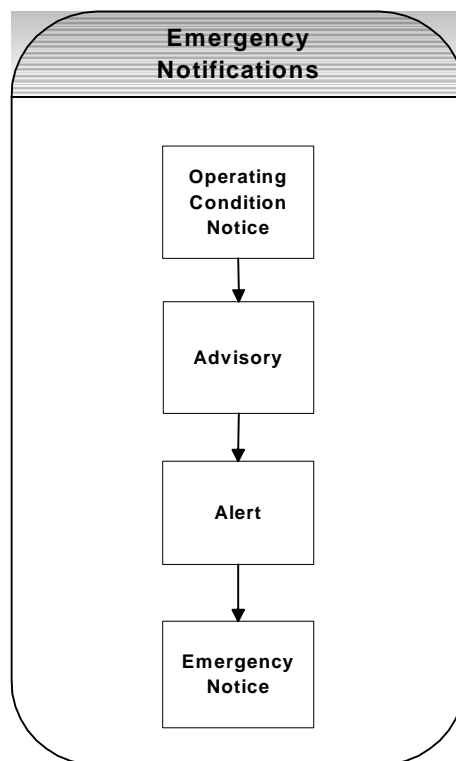 Emergency
Notifications
Operating
Condition
Notice
Advisory
Alert
Emergency
Notice